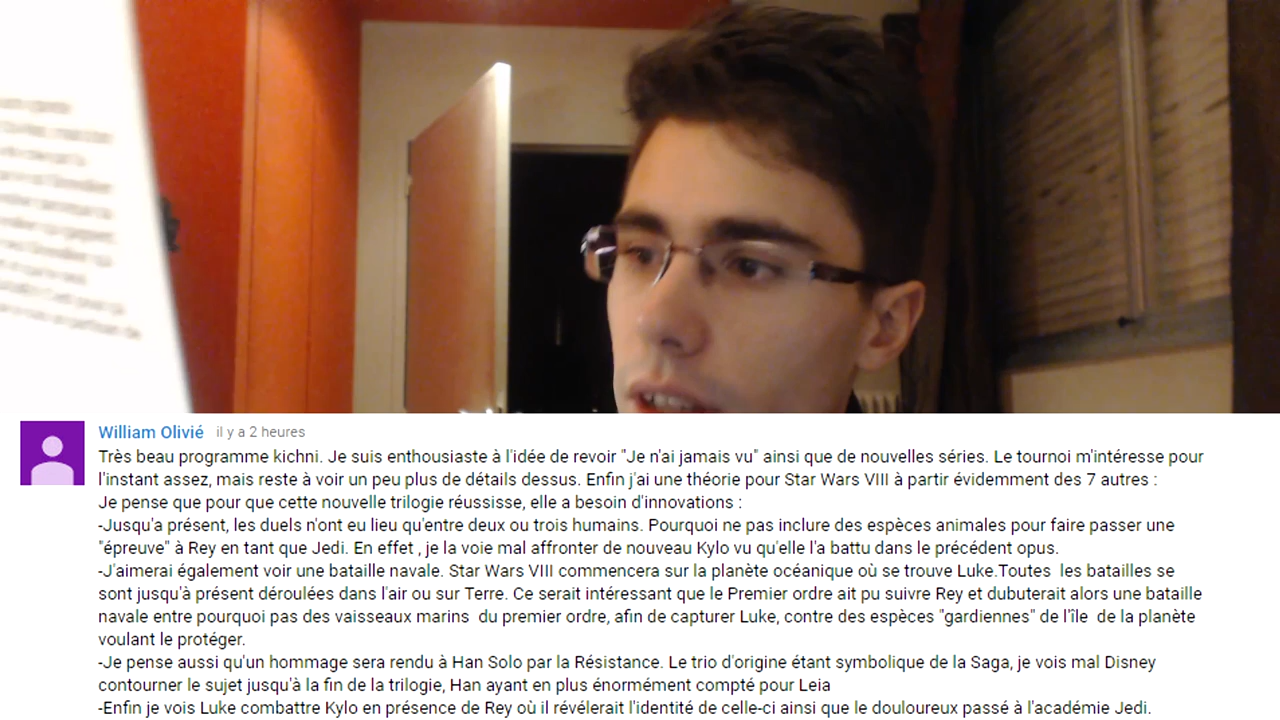 William Olivié il y a 2 heures
Très beau programme kichni. Je suis enthousiaste à l'idée de revoir "Je n'ai jamais vu" ainsi que de nouvelles séries. Le tournoi m'intéresse pour
l'instant assez, mais reste à voir un peu plus de détails dessus. Enfin j'ai une théorie pour Star Wars VIII à partir évidemment des 7 autres :
Je pense que pour que cette nouvelle trilogie réussisse, elle a besoin d'innovations :
-Jusqu'a présent, les duels n'ont eu lieu qu'entre deux ou trois humains. Pourquoi ne pas inclure des espèces animales pour faire passer une
"épreuve" à Rey en tant que Jedi. En effet , je la voie mal affronter de nouveau Kylo vu qu'elle l'a battu dans le précédent opus.
-J'aimerai également voir une bataille navale. Star Wars VIII commencera sur la planète océanique où se trouve Luke.Toutes  les batailles se
sont jusqu'à présent déroulées dans l'air ou sur Terre. Ce serait intéressant que le Premier ordre ait pu suivre Rey et dubuterait alors une bataille
navale entre pourquoi pas des vaisseaux marins  du premier ordre, afin de capturer Luke, contre des espèces "gardiennes" de l'île  de la planète
voulant le protéger.
-Je pense aussi qu'un hommage sera rendu à Han Solo par la Résistance. Le trio d'origine étant symbolique de la Saga, je vois mal Disney
contourner le sujet jusqu'à la fin de la trilogie, Han ayant en plus énormément compté pour Leia
-Enfin je vois Luke combattre Kylo en présence de Rey où il révélerait l'identité de celle-ci ainsi que le douloureux passé à l'académie Jedi.